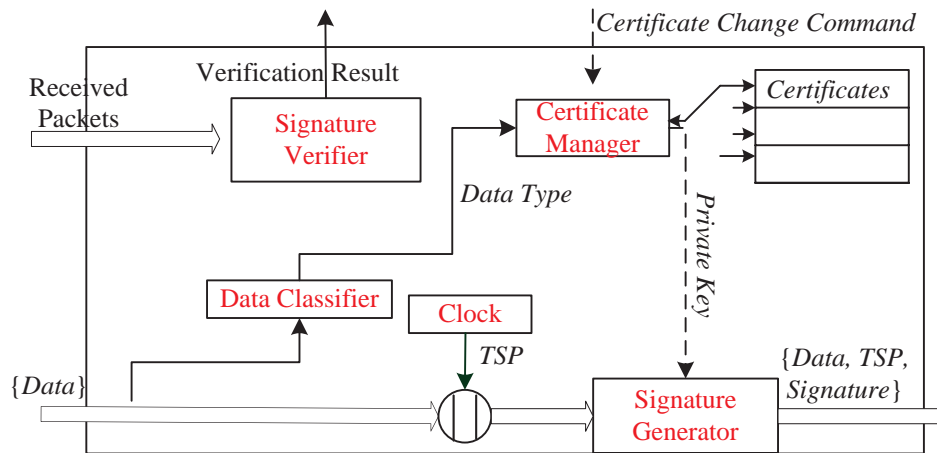 Certificate Change Command
Verification Result
Received
Packets
Signature
Verifier
Certificate
Manager
Certificates
Data Type
Private Key
Data Classifier
Clock
TSP
{Data}
{Data, TSP,
Signature}
Signature
Generator